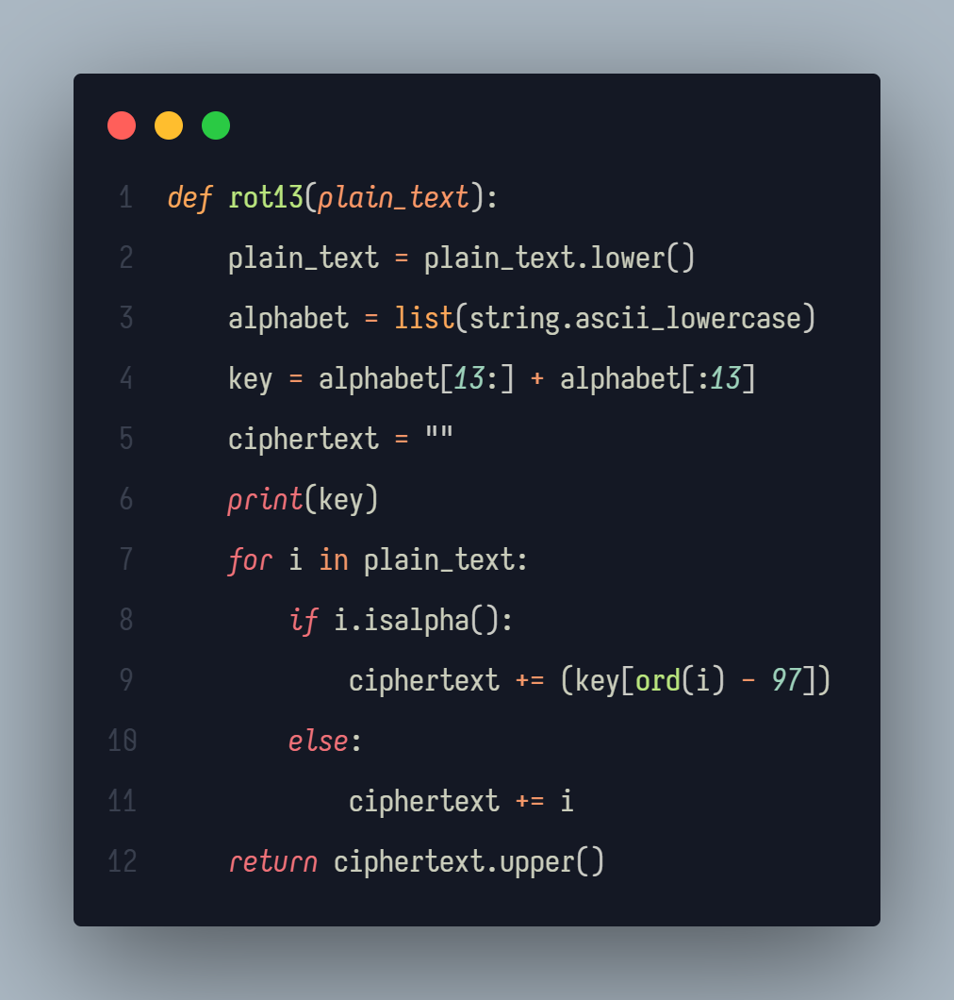 1 def rot13(plain_text):
2     plain_text = plain_text.lower()
3     alphabet = list(string.ascii_lowercase)
4     key = alphabet[13:] + alphabet[:13]
5     ciphertext = ""
6     print(key)
7     for i in plain_text:
8         if i.isalpha():
9             ciphertext += (key[ord(i) - 97])
10         else:
11             ciphertext += i
12     return ciphertext.upper()